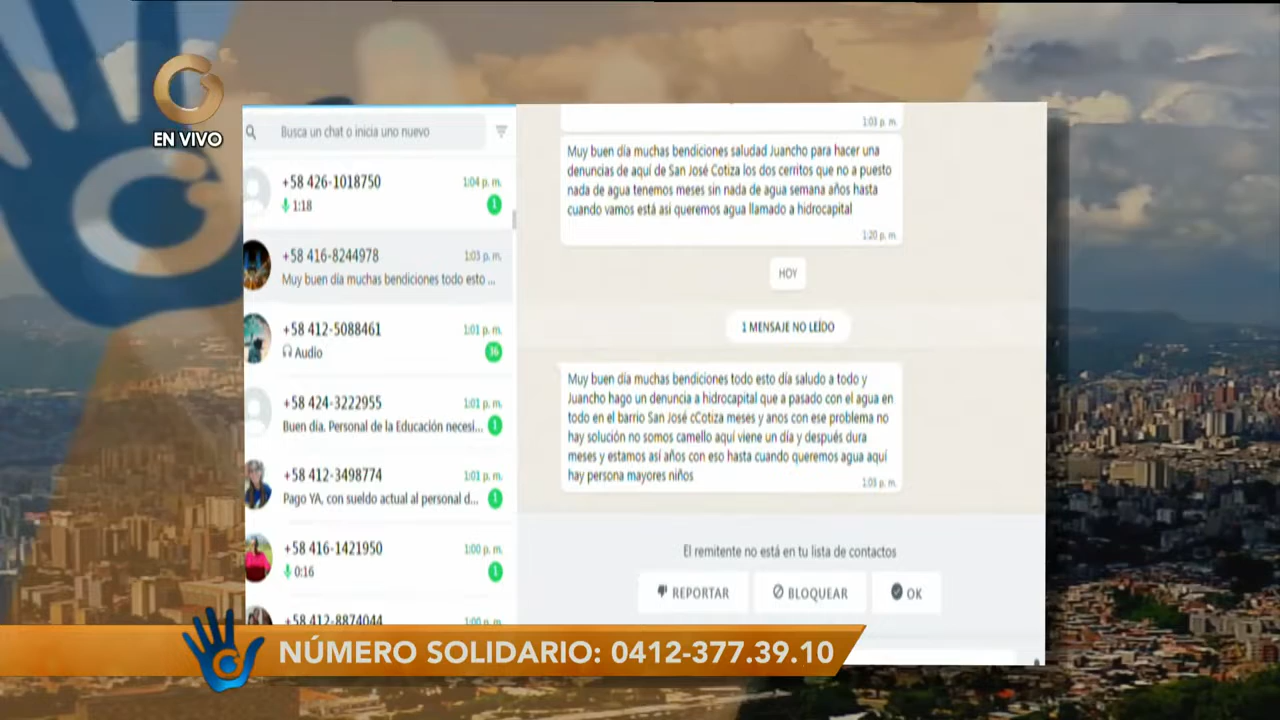 EN VIVO
Busca un chat o inicia uno nuevo
+58 426-1018750
1:04 p. m.
1:18
1
+58 416-8244978
1:03 p. m.
Muy buen día muchas bendiciones todo esto ...
+58 412-5088461
1:01 p. m.
Audio
36
+58 424-3222955
1:01 p. m.
Buen día. Personal de la Educación necesi...
1
+58 412-3498774
1:01 p. m.
Pago YA, con sueldo actual al personal d...
1
+58 416-1421950
1:00 p. m.
0:16
1
+58 412-8874044
1:00 p. m.
1:03 p. m.
Muy buen día muchas bendiciones saludad Juancho para hacer una
denuncias de aquí de San José Cotiza los dos cerritos que no a puesto
nada de agua tenemos meses sin nada de agua semana años hasta
cuando vamos está asi queremos agua llamado a hidrocapital
1:20 p. m.
HOY
1 MENSAJE NO LEÍDO
Muy buen día muchas bendiciones todo esto día saludo a todo y
Juancho hago un denuncia a hidrocapital que a pasado con el agua en
todo en el barrio San José cCotiza meses y anos con ese problema no
hay solución no somos camello aquí viene un día y después dura
meses y estamos así años con eso hasta cuando queremos agua aquí
hay persona mayores niños
1:03 p. m.
El remitente no está en tu lista de contactos
REPORTAR
BLOQUEAR
OK
NÚMERO SOLIDARIO: 0412-377.39.10